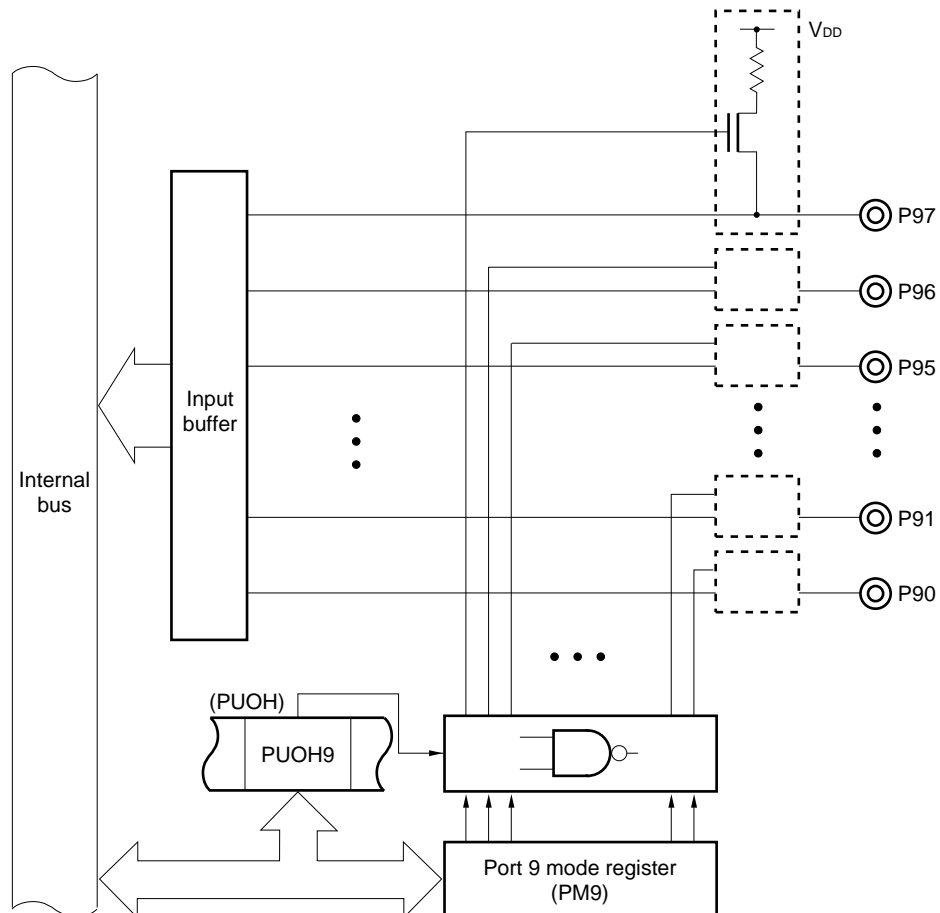 VDD
P97
P96
P95
Input
buffer
Internal
bus
P91
P90
(PUOH)
PUOH9
Port 9 mode register
(PM9)